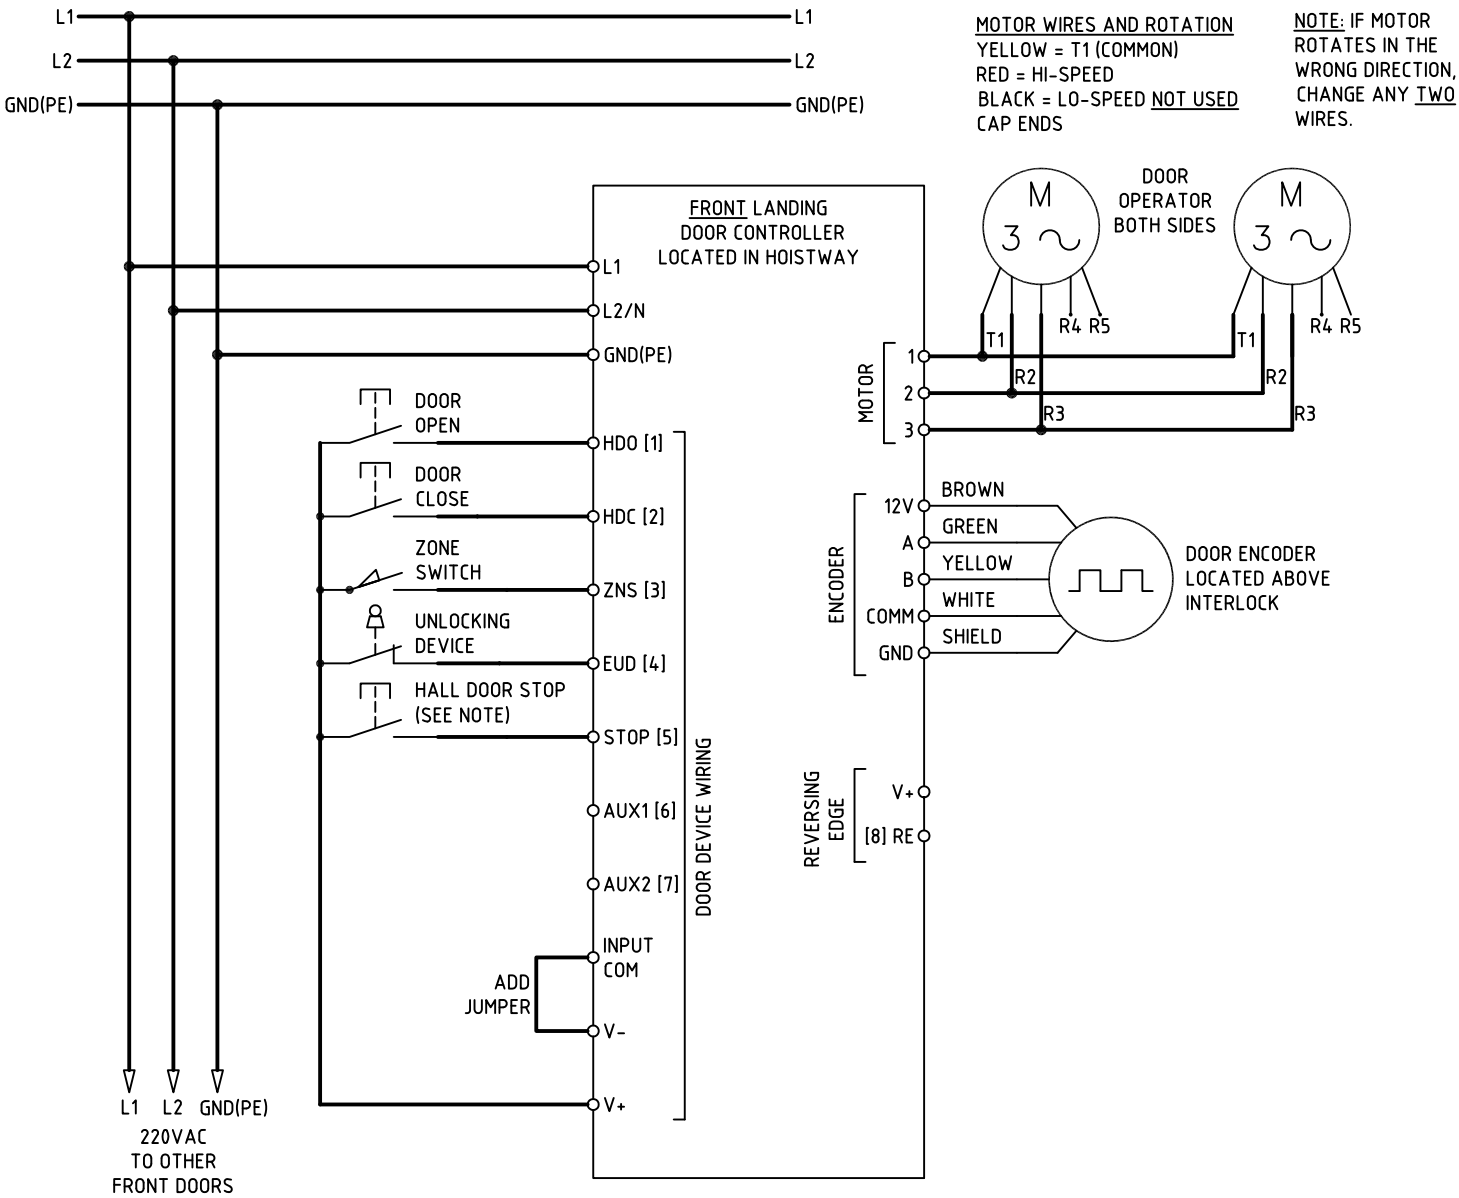 L1
L1
L2
L2
GND(PE)
GND(PE)
MOTOR WIRES AND ROTATION
YELLOW = T1 (COMMON)
RED = HI-SPEED
BLACK = LO-SPEED NOT USED
CAP ENDS
NOTE: IF MOTOR
ROTATES IN THE
WRONG DIRECTION,
CHANGE ANY TWO
WIRES.
FRONT LANDING
DOOR CONTROLLER
LOCATED IN HOISTWAY
L1
L2/N
GND(PE)
DOOR
OPERATOR
BOTH SIDES
M
3
M
3
T1
R2
R3
R4 R5
T1
R2
R3
R4 R5
MOTOR
1
2
3
DOOR
OPEN
HDO [1]
DOOR
CLOSE
HDC [2]
ZONE
SWITCH
ZNS [3]
UNLOCKING
DEVICE
EUD [4]
HALL DOOR STOP
(SEE NOTE)
STOP [5]
AUX1 [6]
AUX2 [7]
INPUT
COM
ADD
JUMPER
V-
V+
DOOR DEVICE WIRING
ENCODER
12V
BROWN
A
GREEN
B
YELLOW
COMM
WHITE
GND
SHIELD
DOOR ENCODER
LOCATED ABOVE
INTERLOCK
REVERSING
EDGE
V+
[8] RE
L1
L2
GND(PE)
220VAC
TO OTHER
FRONT DOORS